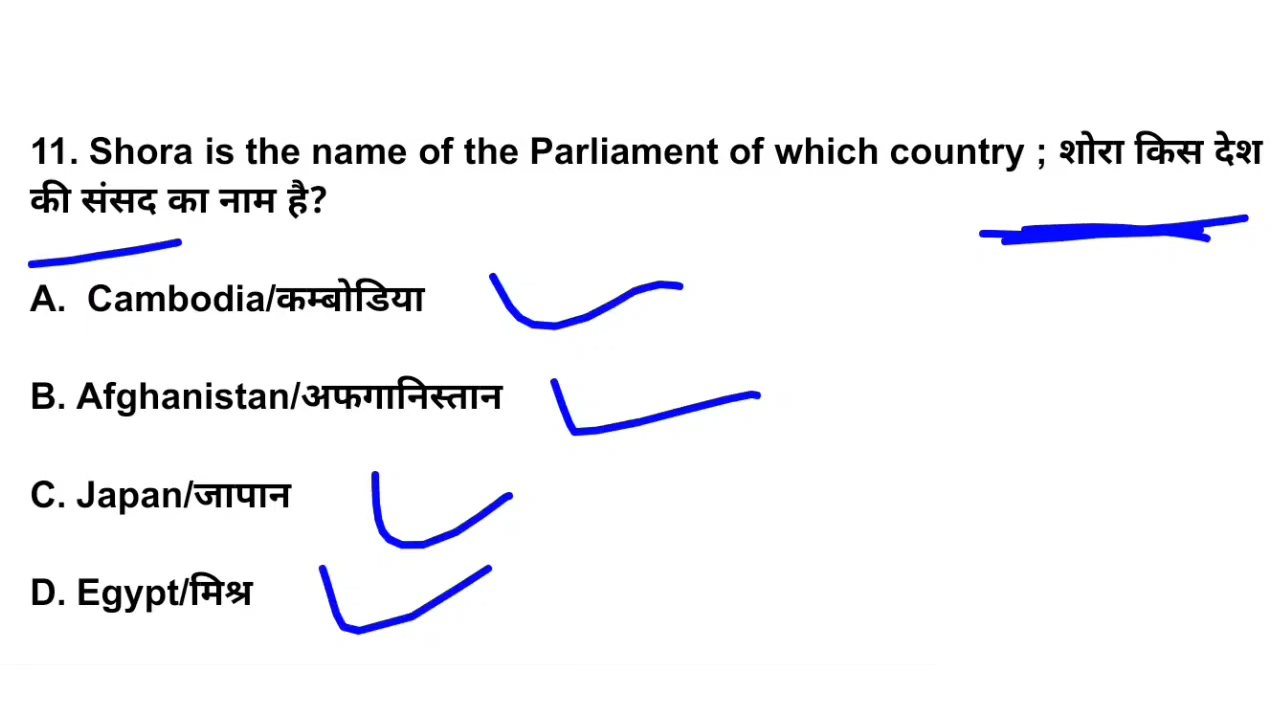 11. Shora is the name of the Parliament of which country ; शोरा किस देश
की संसद का नाम है?
A. Cambodia/कम्बोडिया
B. Afghanistan/अफगानिस्तान
C. Japan/जापान
D. Egypt/मिश्र